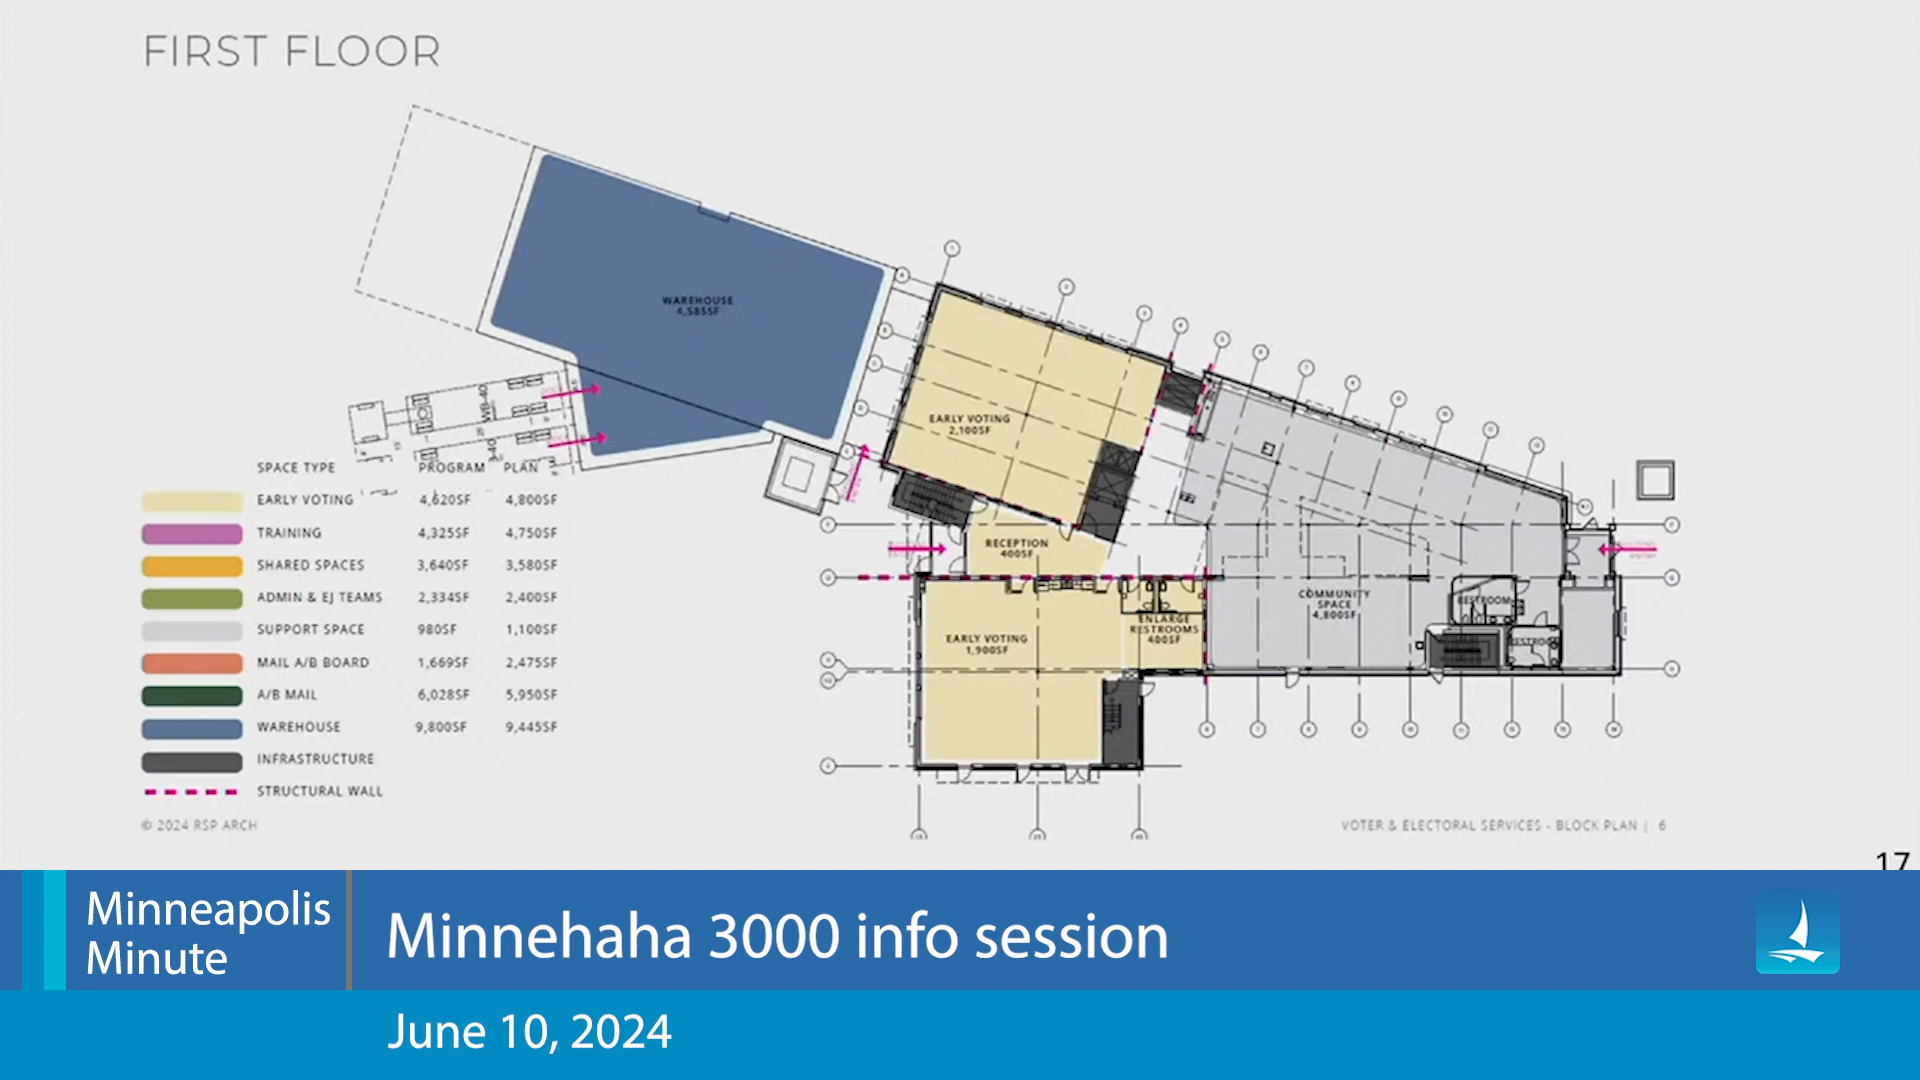 FIRST FLOOR
WAREHOUSE
4,585SF
EARLY VOTING
2,100SF
WB-40
SPACE TYPE PROGRAM PLAN
EARLY VOTING 4,620SF 4,800SF
TRAINING 4,325SF 4,750SF
SHARED SPACES 3,640SF 3,580SF
ADMIN & EJ TEAMS 2,334SF 2,400SF
SUPPORT SPACE 980SF 1,100SF
MAIL A/B BOARD 1,669SF 2,475SF
A/B MAIL 6,028SF 5,950SF
WAREHOUSE 9,800SF 9,445SF
INFRASTRUCTURE
STRUCTURAL WALL
RECEPTION
400SF
EARLY VOTING
1,900SF
ENLARGE
RESTROOMS
400SF
COMMUNITY
SPACE
4,800SF
RESTROOM
RESTROOM
© 2024 RSP ARCH
VOTER & ELECTORAL SERVICES - BLOCK PLAN | 6
17
Minneapolis
Minute
Minnehaha 3000 info session
June 10, 2024